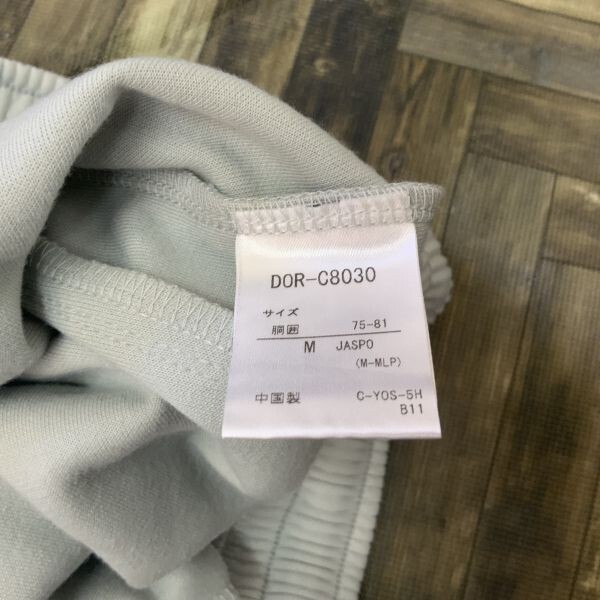 DOR-C8030
サイズ
胴囲 75-81
M JASPO
(M-MLP)
中国製 C-YOS-5H
B11